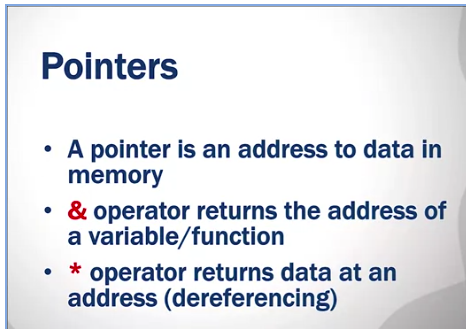 Pointers
• A pointer is an address to data in
memory
• & operator returns the address of
a variable/function
• * operator returns data at an
address (dereferencing)